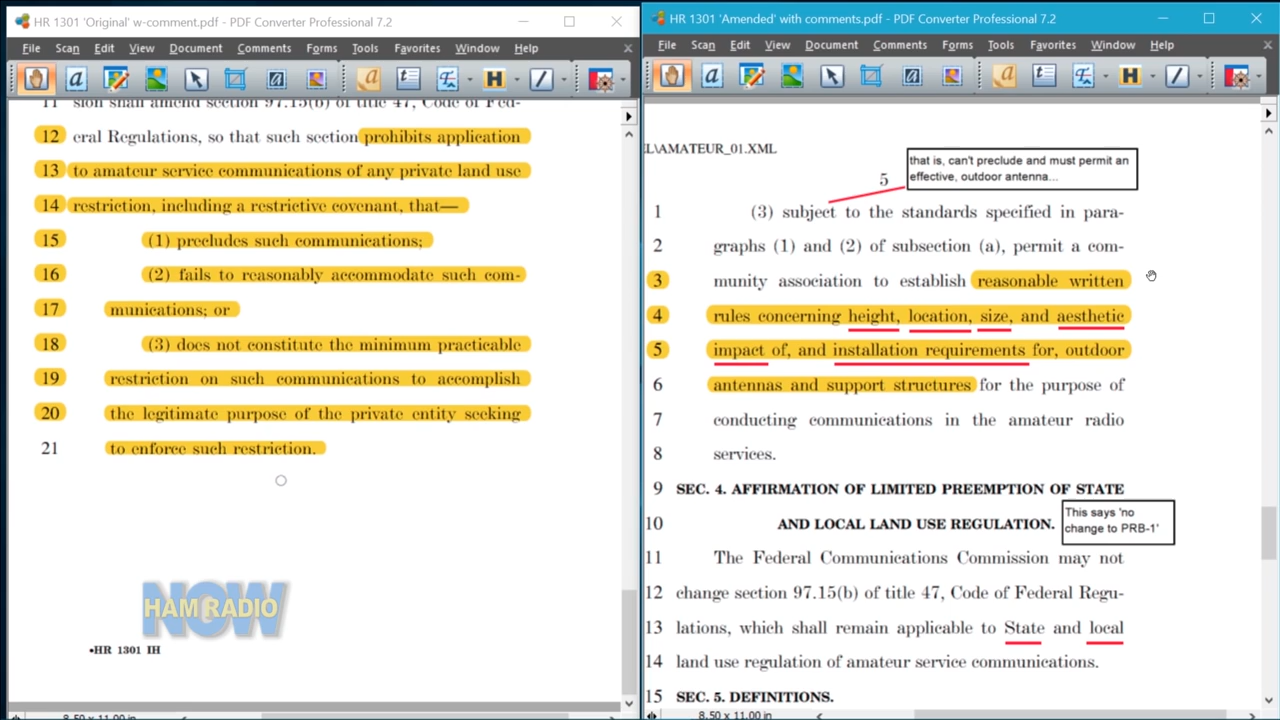 HR 1301 'Original' w-comment.pdf - PDF Converter Professional 7.2
File Scan Edit View Document Comments Forms Tools Favorites Window Help
11 sion shall amend section 97.15(b) of title 47, Code of Fed-
12 eral Regulations, so that such section prohibits application
13 to amateur service communications of any private land use
14 restriction, including a restrictive covenant, that—
15 (1) precludes such communications;
16 (2) fails to reasonably accommodate such com-
17 munications; or
18 (3) does not constitute the minimum practicable
19 restriction on such communications to accomplish
20 the legitimate purpose of the private entity seeking
21 to enforce such restriction.
HAM RADIO
NOW
•HR 1301 IH
8.50 x 11.00 in
HR 1301 'Amended' with comments.pdf - PDF Converter Professional 7.2
File Scan Edit View Document Comments Forms Tools Favorites Window Help
L\AMATEUR_01.XML
that is, can't preclude and must permit an
effective, outdoor antenna...
5
1 (3) subject to the standards specified in para-
2 graphs (1) and (2) of subsection (a), permit a com-
3 munity association to establish reasonable written
4 rules concerning height, location, size, and aesthetic
5 impact of, and installation requirements for, outdoor
6 antennas and support structures for the purpose of
7 conducting communications in the amateur radio
8 services.
9 SEC. 4. AFFIRMATION OF LIMITED PREEMPTION OF STATE
10 AND LOCAL LAND USE REGULATION.
This says 'no
change to PRB-1'
11 The Federal Communications Commission may not
12 change section 97.15(b) of title 47, Code of Federal Regu-
13 lations, which shall remain applicable to State and local
14 land use regulation of amateur service communications.
15 SEC. 5. DEFINITIONS.
8.50 x 11.00 in